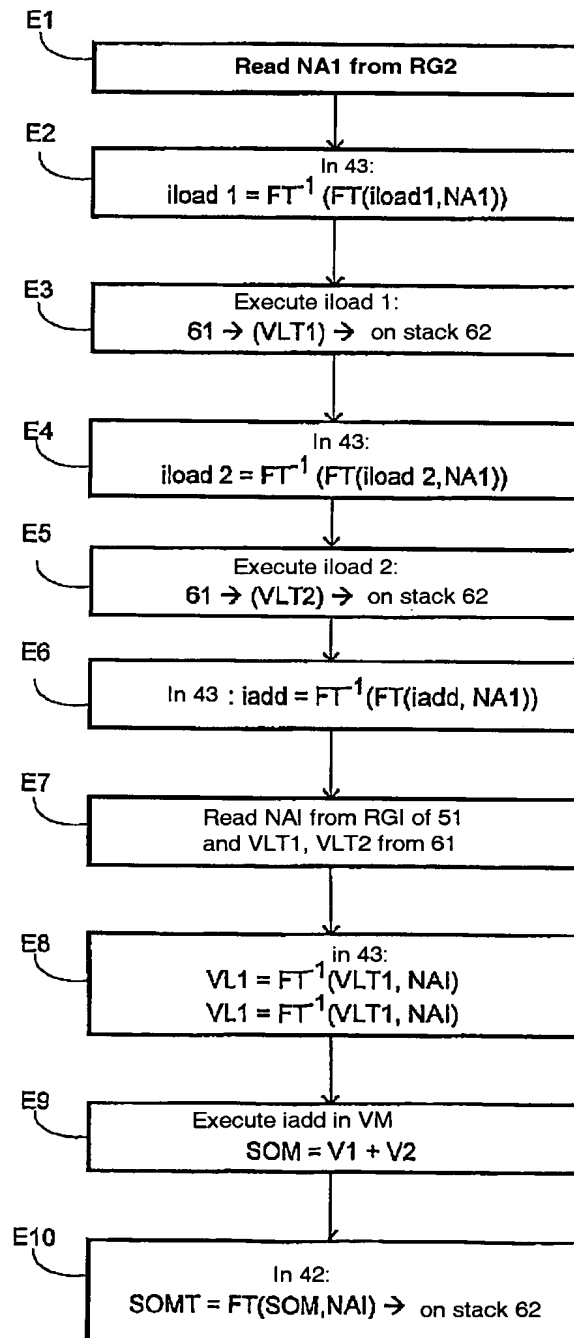 E1
Read NA1 from RG2
E2
In 43:
iload 1 = FT⁻¹ (FT(iload1,NA1))
E3
Execute iload 1:
61 → (VLT1) → on stack 62
E4
In 43:
iload 2 = FT⁻¹ (FT(iload 2,NA1))
E5
Execute iload 2:
61 → (VLT2) → on stack 62
E6
In 43 : iadd = FT⁻¹(FT(iadd, NA1))
E7
Read NAI from RGI of 51
and VLT1, VLT2 from 61
E8
in 43:
VL1 = FT⁻¹(VLT1, NAI)
VL1 = FT⁻¹(VLT1, NAI)
E9
Execute iadd in VM
SOM = V1 + V2
E10
In 42:
SOMT = FT(SOM,NAI) → on stack 62